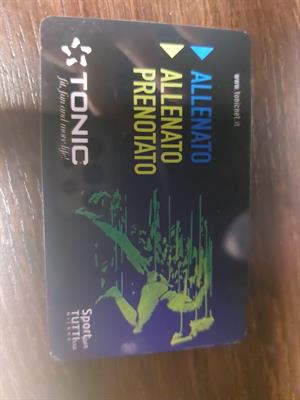 www.tonicnet.it
ALLENATO
ALLENATO
PRENOTATO
TONIC
fit, fun and more life!
Sport
TUTTI